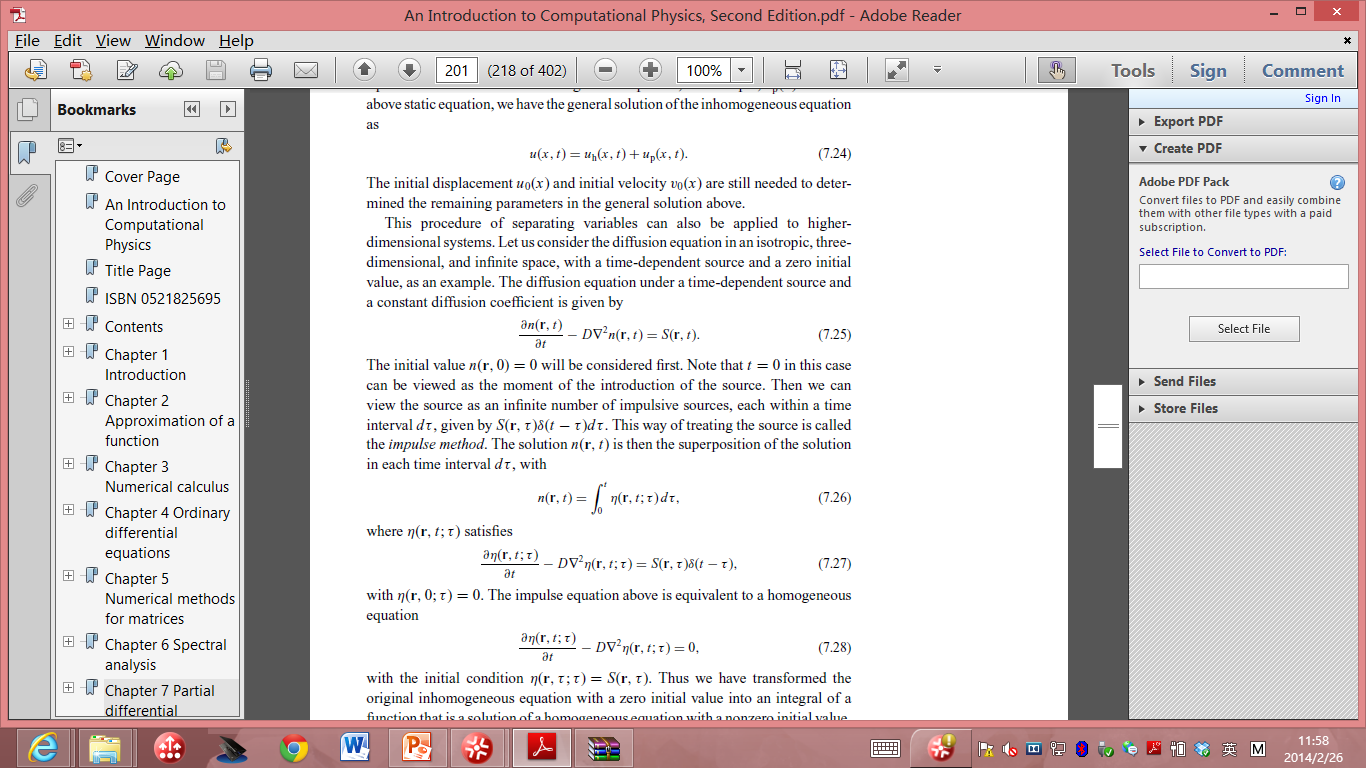 An Introduction to Computational Physics, Second Edition.pdf - Adobe Reader
File Edit View Window Help
201 (218 of 402) 100% Tools Sign Comment
Bookmarks
Cover Page
An Introduction to
Computational
Physics
Title Page
ISBN 0521825695
Contents
Chapter 1
Introduction
Chapter 2
Approximation of a
function
Chapter 3
Numerical calculus
Chapter 4 Ordinary
differential
equations
Chapter 5
Numerical methods
for matrices
Chapter 6 Spectral
analysis
Chapter 7 Partial
differential
above static equation, we have the general solution of the inhomogeneous equation
as
u(x, t) = u_h(x, t) + u_p(x, t). (7.24)
The initial displacement u₀(x) and initial velocity v₀(x) are still needed to deter-
mined the remaining parameters in the general solution above.
This procedure of separating variables can also be applied to higher-
dimensional systems. Let us consider the diffusion equation in an isotropic, three-
dimensional, and infinite space, with a time-dependent source and a zero initial
value, as an example. The diffusion equation under a time-dependent source and
a constant diffusion coefficient is given by
∂n(r, t)/∂t − D∇²n(r, t) = S(r, t). (7.25)
The initial value n(r, 0) = 0 will be considered first. Note that t = 0 in this case
can be viewed as the moment of the introduction of the source. Then we can
view the source as an infinite number of impulsive sources, each within a time
interval dτ, given by S(r, τ)δ(t − τ)dτ. This way of treating the source is called
the impulse method. The solution n(r, t) is then the superposition of the solution
in each time interval dτ, with
n(r, t) = ∫₀ᵗ η(r, t; τ) dτ, (7.26)
where η(r, t; τ) satisfies
∂η(r, t; τ)/∂t − D∇²η(r, t; τ) = S(r, τ)δ(t − τ), (7.27)
with η(r, 0; τ) = 0. The impulse equation above is equivalent to a homogeneous
equation
∂η(r, t; τ)/∂t − D∇²η(r, t; τ) = 0, (7.28)
with the initial condition η(r, τ; τ) = S(r, τ). Thus we have transformed the
original inhomogeneous equation with a zero initial value into an integral of a
function that is a solution of a homogeneous equation with a nonzero initial value.
Sign In
Export PDF
Create PDF
Adobe PDF Pack
Convert files to PDF and easily combine
them with other file types with a paid
subscription.
Select File to Convert to PDF:
Select File
Send Files
Store Files
英 M
11:58
2014/2/26